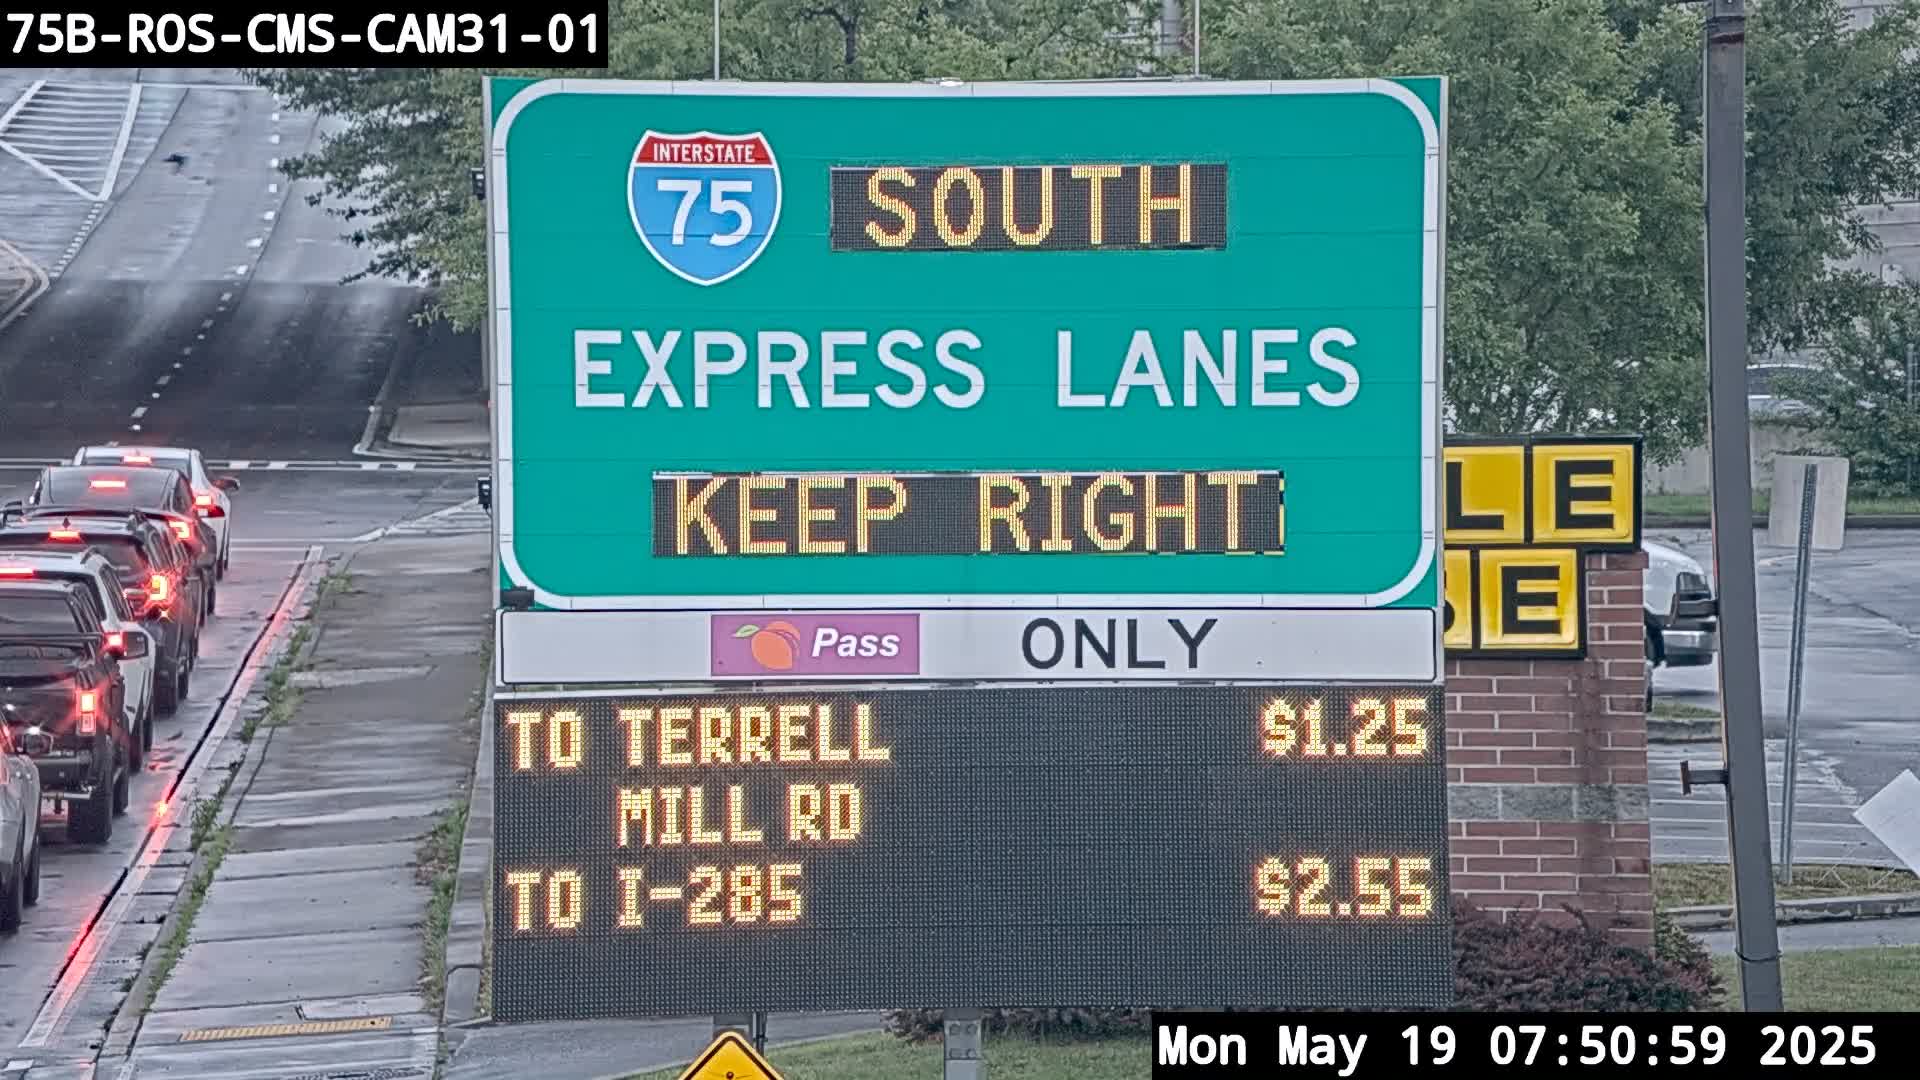 75B-ROS-CMS-CAM31-01
INTERSTATE
75
SOUTH
EXPRESS LANES
KEEP RIGHT
Pass ONLY
TO TERRELL $1.25
MILL RD
TO I-285 $2.55
LE
E
Mon May 19 07:50:59 2025